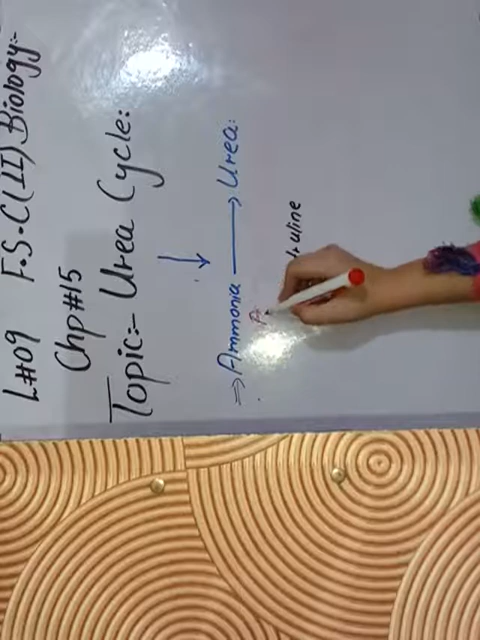 L#09 F.S.C(II) Biology:-
Chp#15
Topic:- Urea Cycle:
↓
⇒ Ammonia ⟶ Urea: